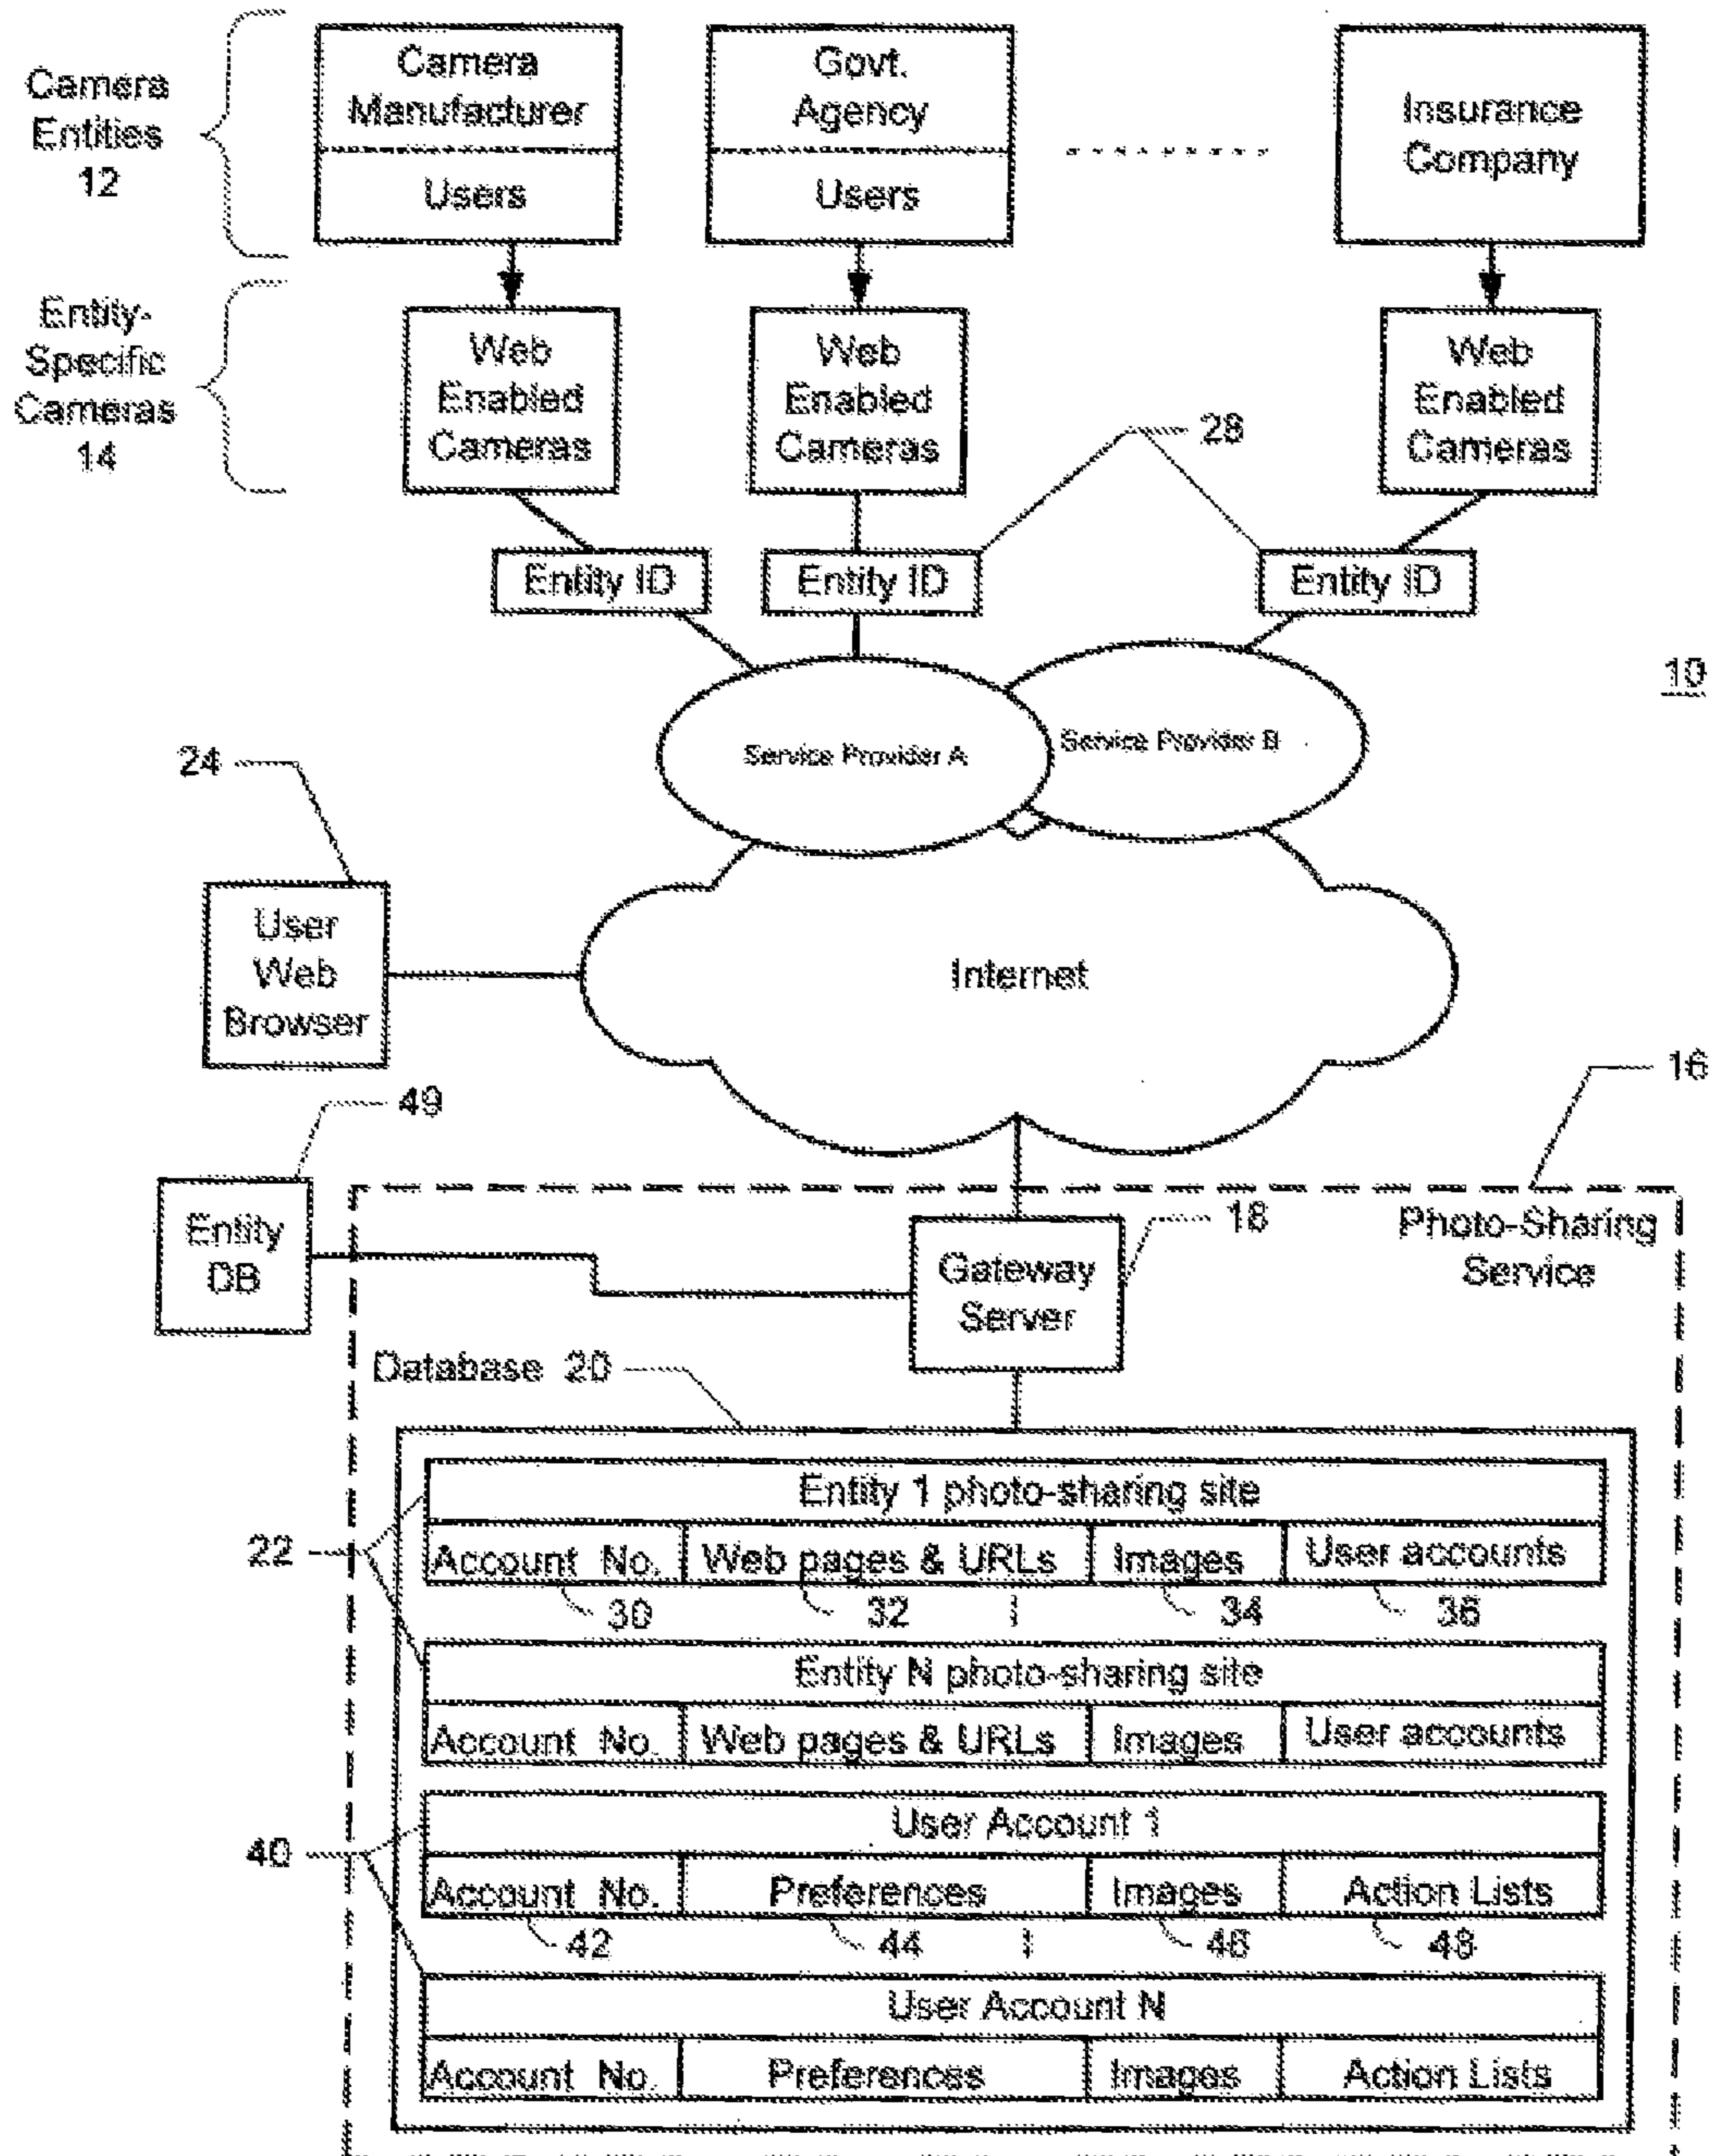 Camera
Entities
12
Camera
Manufacturer
Users
Govt.
Agency
Users
Insurance
Company
Entity-
Specific
Cameras
14
Web
Enabled
Cameras
Web
Enabled
Cameras
Web
Enabled
Cameras
28
Entity ID
Entity ID
Entity ID
10
Service Provider A
Service Provider B
24
User
Web
Browser
Internet
16
49
Entity
DB
18
Gateway
Server
Photo-Sharing
Service
Database 20
Entity 1 photo-sharing site
22
Account No. Web pages & URLs Images User accounts
30 32 34 36
Entity N photo-sharing site
Account No. Web pages & URLs Images User accounts
User Account 1
40
Account No. Preferences Images Action Lists
42 44 46 48
User Account N
Account No. Preferences Images Action Lists